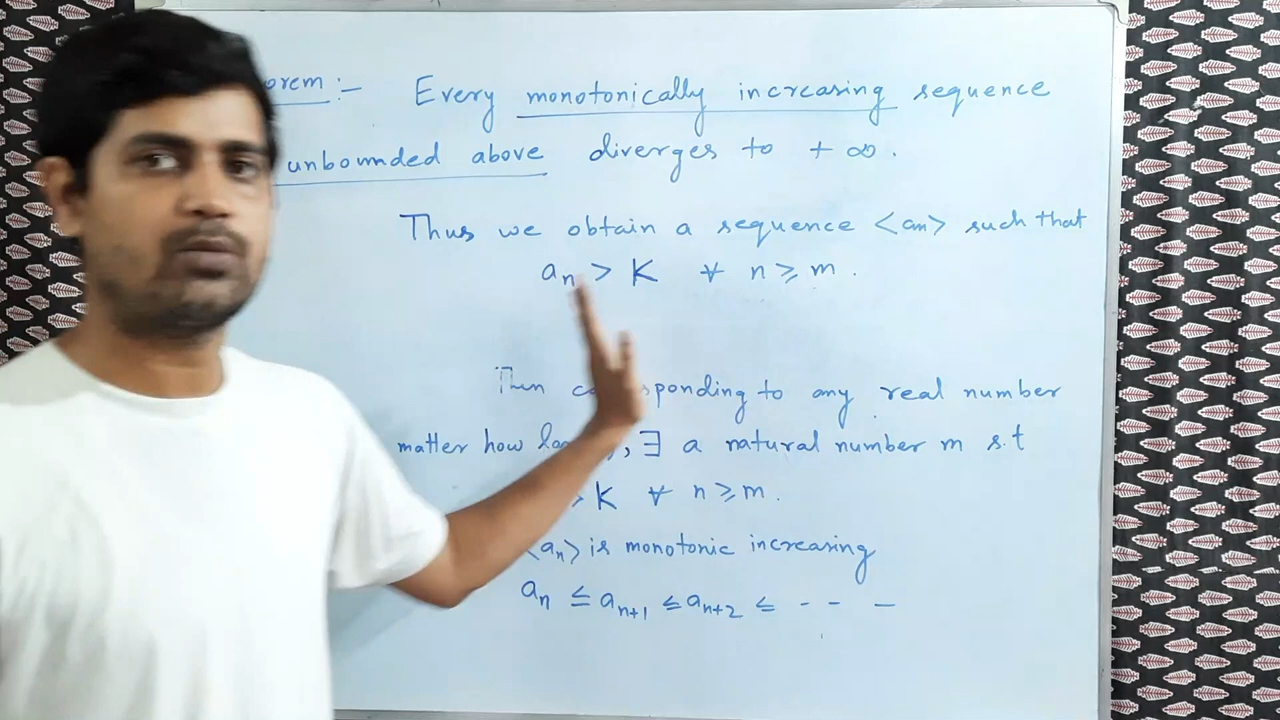 orem :- Every monotonically increasing sequence
unbounded above diverges to + ∞ .
Thus we obtain a sequence <an> such that
an > K ∀ n ≥ m .
Then to any real number
matter how , ∃ a natural number m s.t
> K ∀ n ≥ m .
<an> is monotonic increasing
an ≤ an+1 ≤ an+2 ≤ - - -